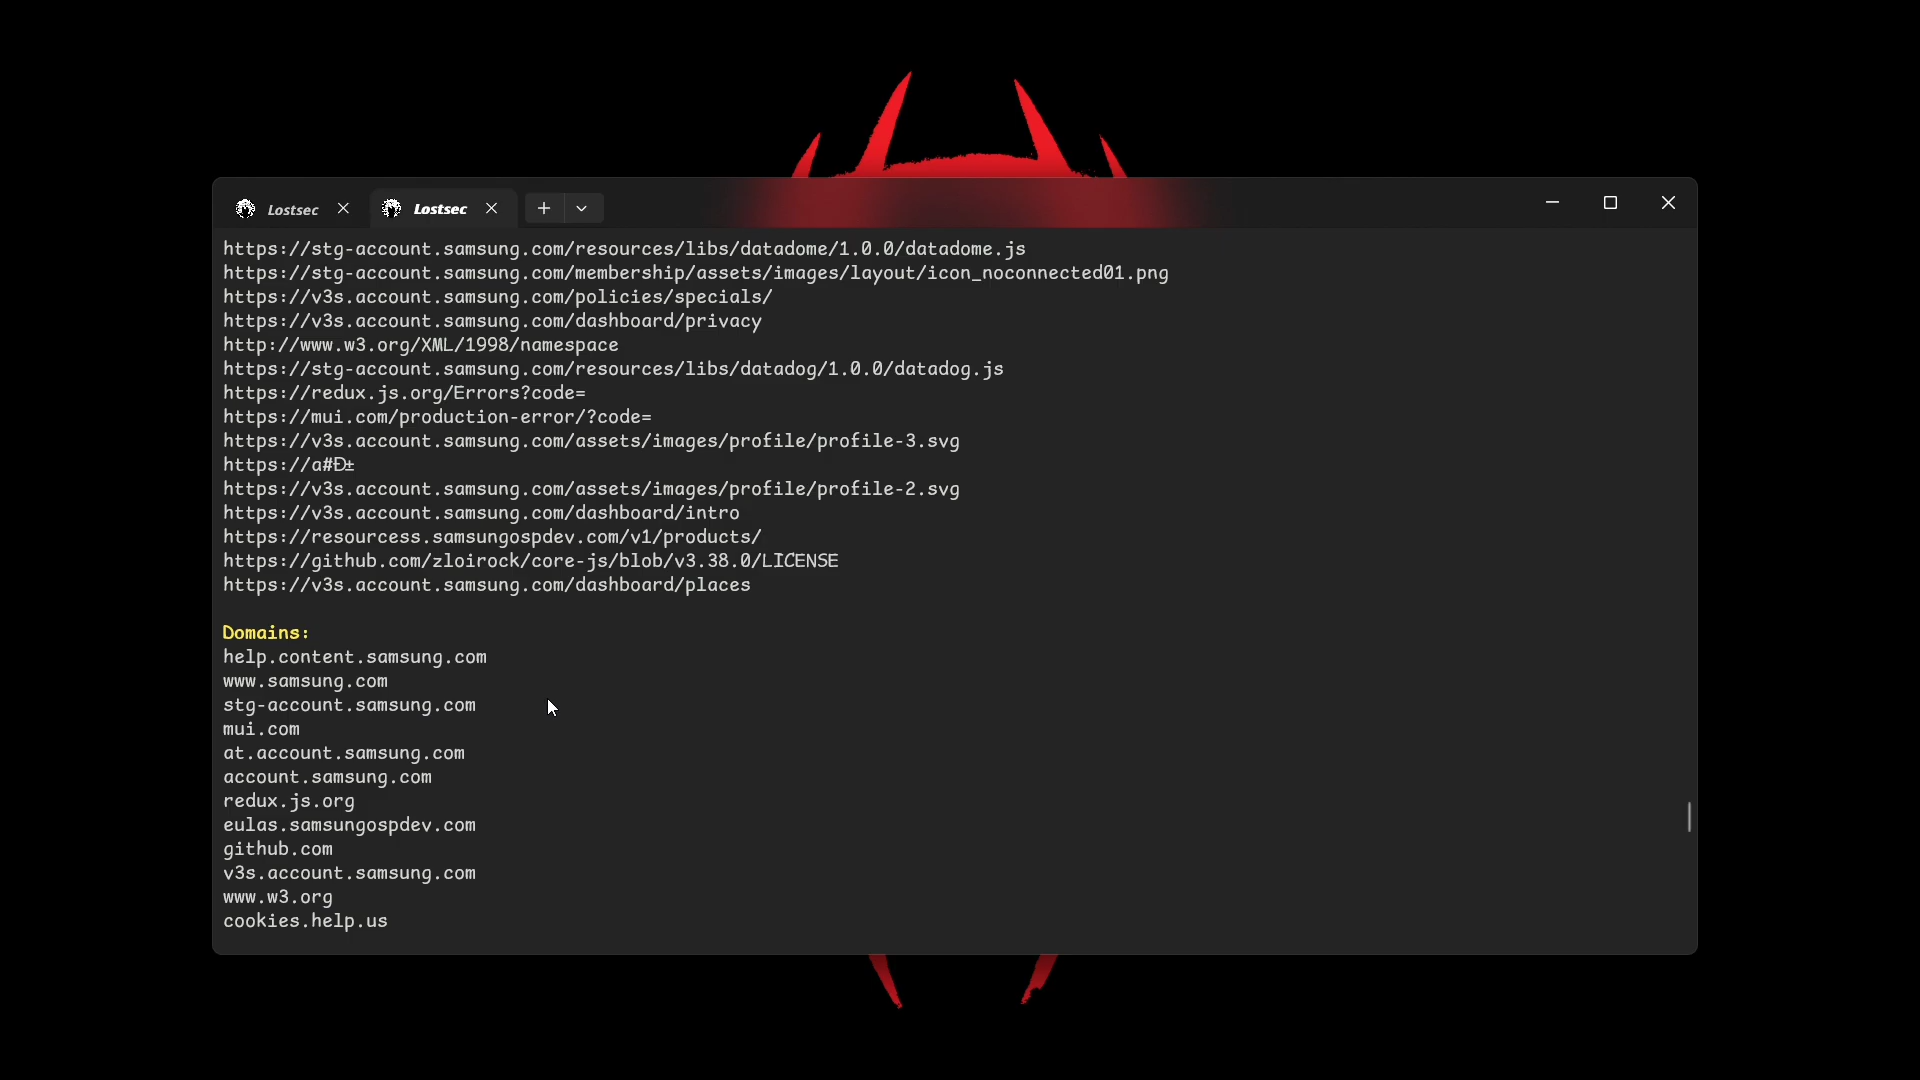 Lostsec
Lostsec
https://stg-account.samsung.com/resources/libs/datadome/1.0.0/datadome.js
https://stg-account.samsung.com/membership/assets/images/layout/icon_noconnected01.png
https://v3s.account.samsung.com/policies/specials/
https://v3s.account.samsung.com/dashboard/privacy
http://www.w3.org/XML/1998/namespace
https://stg-account.samsung.com/resources/libs/datadog/1.0.0/datadog.js
https://redux.js.org/Errors?code=
https://mui.com/production-error/?code=
https://v3s.account.samsung.com/assets/images/profile/profile-3.svg
https://a#Ð±
https://v3s.account.samsung.com/assets/images/profile/profile-2.svg
https://v3s.account.samsung.com/dashboard/intro
https://resourcess.samsungospdev.com/v1/products/
https://github.com/zloirock/core-js/blob/v3.38.0/LICENSE
https://v3s.account.samsung.com/dashboard/places
Domains:
help.content.samsung.com
www.samsung.com
stg-account.samsung.com
mui.com
at.account.samsung.com
account.samsung.com
redux.js.org
eulas.samsungospdev.com
github.com
v3s.account.samsung.com
www.w3.org
cookies.help.us